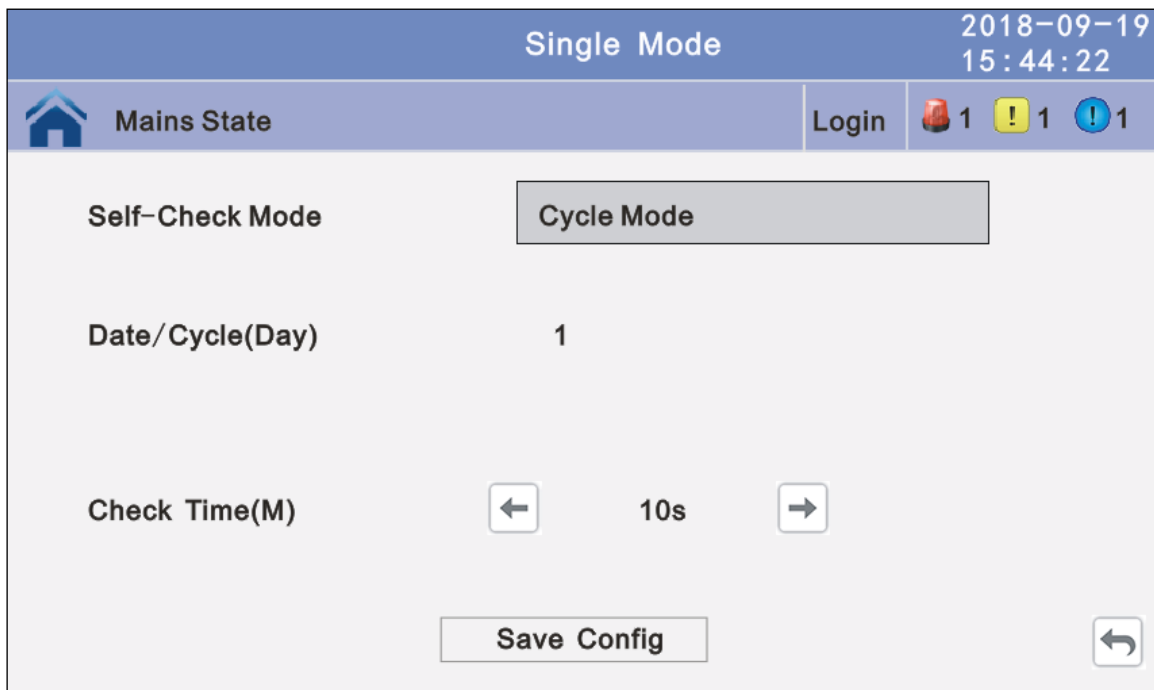 Single Mode
2018-09-19
15:44:22
Mains State
Login
1
! 1
! 1
Self-Check Mode
Cycle Mode
Date/Cycle(Day)
1
Check Time(M)
10s
Save Config